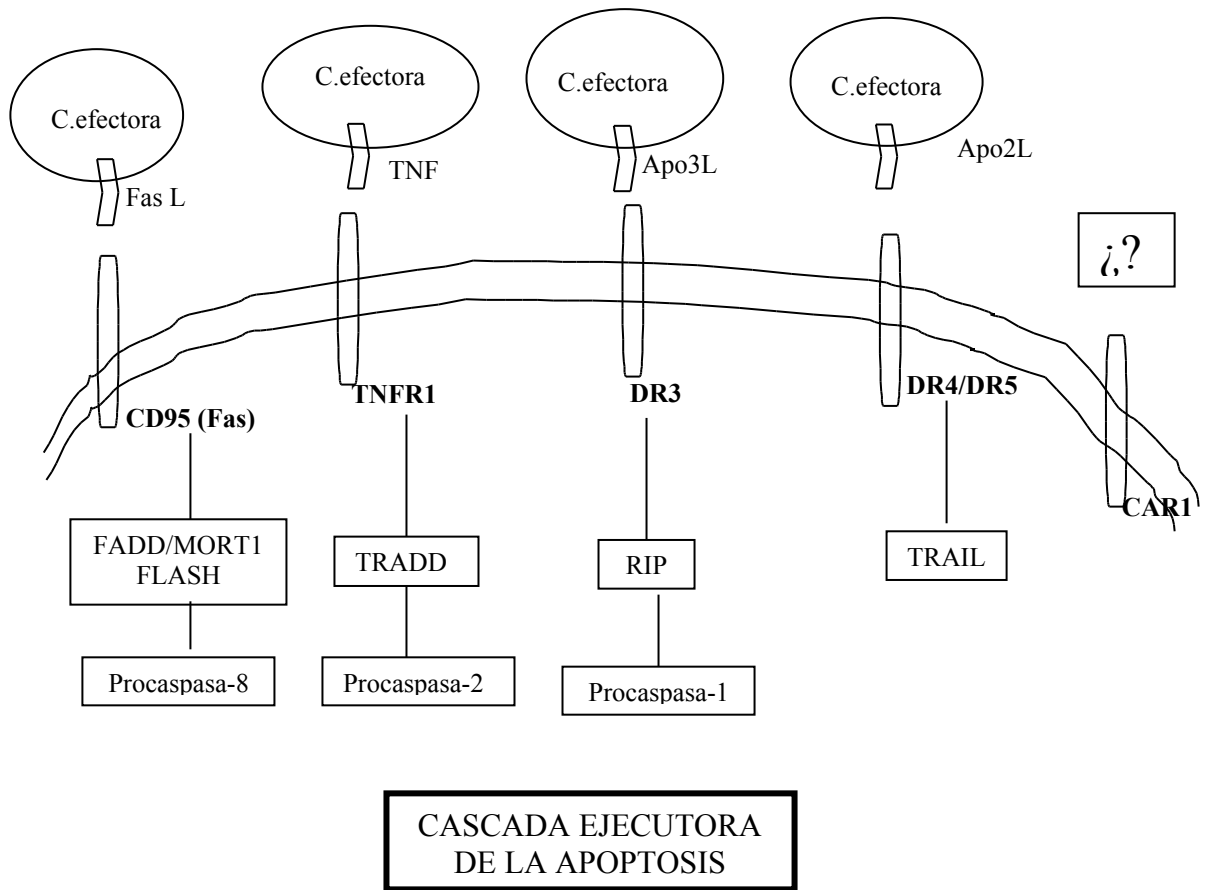 C.efectora
C.efectora
C.efectora
C.efectora
Fas L
TNF
Apo3L
Apo2L
¿?
CD95 (Fas)
TNFR1
DR3
DR4/DR5
CAR1
FADD/MORT1
FLASH
TRADD
RIP
TRAIL
Procaspasa-8
Procaspasa-2
Procaspasa-1
CASCADA EJECUTORA
DE LA APOPTOSIS